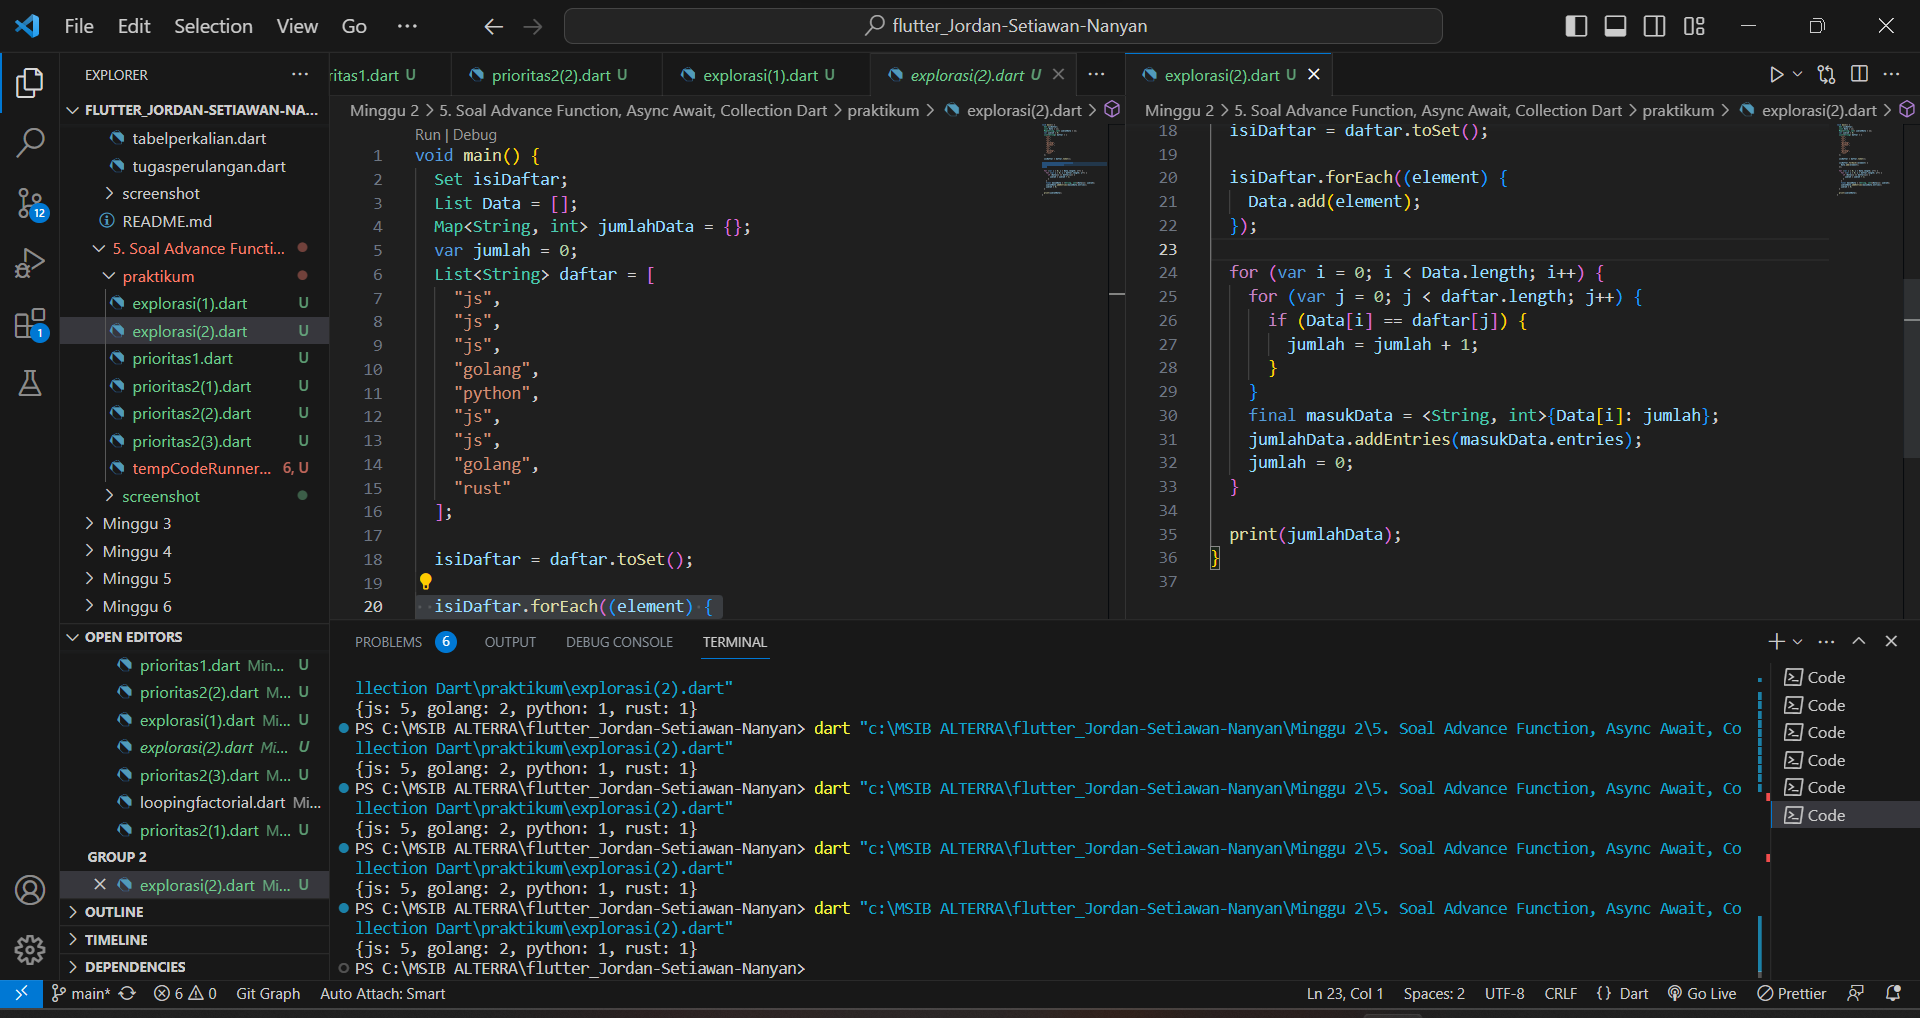 File Edit Selection View Go ··· flutter_Jordan-Setiawan-Nanyan
EXPLORER
FLUTTER_JORDAN-SETIAWAN-NA...
tabelperkalian.dart
tugasperulangan.dart
screenshot
README.md
5. Soal Advance Functi...
praktikum
explorasi(1).dart U
explorasi(2).dart U
prioritas1.dart U
prioritas2(1).dart U
prioritas2(2).dart U
prioritas2(3).dart U
tempCodeRunner... 6, U
screenshot
Minggu 3
Minggu 4
Minggu 5
Minggu 6
12
1
OPEN EDITORS
prioritas1.dart Min... U
prioritas2(2).dart M... U
explorasi(1).dart Mi... U
explorasi(2).dart Mi... U
prioritas2(3).dart M... U
loopingfactorial.dart Mi...
prioritas2(1).dart M... U
GROUP 2
explorasi(2).dart Mi... U
OUTLINE
TIMELINE
DEPENDENCIES
ritas1.dart U prioritas2(2).dart U explorasi(1).dart U explorasi(2).dart U
Minggu 2 > 5. Soal Advance Function, Async Await, Collection Dart > praktikum > explorasi(2).dart >
Run | Debug
1 void main() {
2 Set isiDaftar;
3 List Data = [];
4 Map<String, int> jumlahData = {};
5 var jumlah = 0;
6 List<String> daftar = [
7 "js",
8 "js",
9 "js",
10 "golang",
11 "python",
12 "js",
13 "js",
14 "golang",
15 "rust"
16 ];
17
18 isiDaftar = daftar.toSet();
19
20 isiDaftar.forEach((element) {
explorasi(2).dart U
Minggu 2 > 5. Soal Advance Function, Async Await, Collection Dart > praktikum > explorasi(2).dart >
18 isiDaftar = daftar.toSet();
19
20 isiDaftar.forEach((element) {
21 Data.add(element);
22 });
23
24 for (var i = 0; i < Data.length; i++) {
25 for (var j = 0; j < daftar.length; j++) {
26 if (Data[i] == daftar[j]) {
27 jumlah = jumlah + 1;
28 }
29 }
30 final masukData = <String, int>{Data[i]: jumlah};
31 jumlahData.addEntries(masukData.entries);
32 jumlah = 0;
33 }
34
35 print(jumlahData);
36 }
37
PROBLEMS 6 OUTPUT DEBUG CONSOLE TERMINAL
llection Dart\praktikum\explorasi(2).dart"
{js: 5, golang: 2, python: 1, rust: 1}
PS C:\MSIB ALTERRA\flutter_Jordan-Setiawan-Nanyan> dart "c:\MSIB ALTERRA\flutter_Jordan-Setiawan-Nanyan\Minggu 2\5. Soal Advance Function, Async Await, Co
llection Dart\praktikum\explorasi(2).dart"
{js: 5, golang: 2, python: 1, rust: 1}
PS C:\MSIB ALTERRA\flutter_Jordan-Setiawan-Nanyan> dart "c:\MSIB ALTERRA\flutter_Jordan-Setiawan-Nanyan\Minggu 2\5. Soal Advance Function, Async Await, Co
llection Dart\praktikum\explorasi(2).dart"
{js: 5, golang: 2, python: 1, rust: 1}
PS C:\MSIB ALTERRA\flutter_Jordan-Setiawan-Nanyan> dart "c:\MSIB ALTERRA\flutter_Jordan-Setiawan-Nanyan\Minggu 2\5. Soal Advance Function, Async Await, Co
llection Dart\praktikum\explorasi(2).dart"
{js: 5, golang: 2, python: 1, rust: 1}
PS C:\MSIB ALTERRA\flutter_Jordan-Setiawan-Nanyan> dart "c:\MSIB ALTERRA\flutter_Jordan-Setiawan-Nanyan\Minggu 2\5. Soal Advance Function, Async Await, Co
llection Dart\praktikum\explorasi(2).dart"
{js: 5, golang: 2, python: 1, rust: 1}
PS C:\MSIB ALTERRA\flutter_Jordan-Setiawan-Nanyan>
Code
Code
Code
Code
Code
Code
main* 6 0 Git Graph Auto Attach: Smart Ln 23, Col 1 Spaces: 2 UTF-8 CRLF {} Dart Go Live Prettier